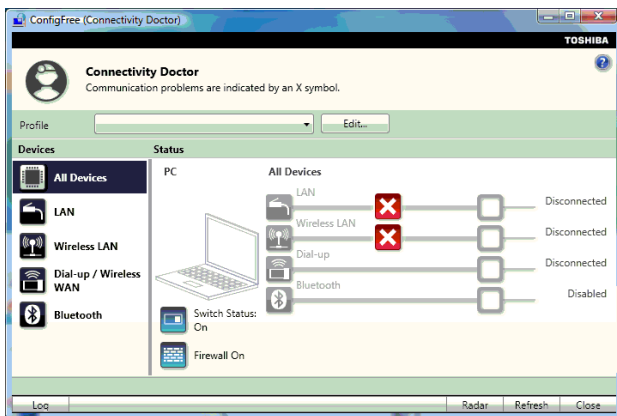 ConfigFree (Connectivity Doctor)
TOSHIBA
Connectivity Doctor
Communication problems are indicated by an X symbol.
Profile
Edit...
Devices
Status
All Devices
LAN
Wireless LAN
Dial-up / Wireless
WAN
Bluetooth
PC
Switch Status:
On
Firewall On
All Devices
LAN
Disconnected
Wireless LAN
Disconnected
Dial-up
Disconnected
Bluetooth
Disabled
Log
Radar
Refresh
Close